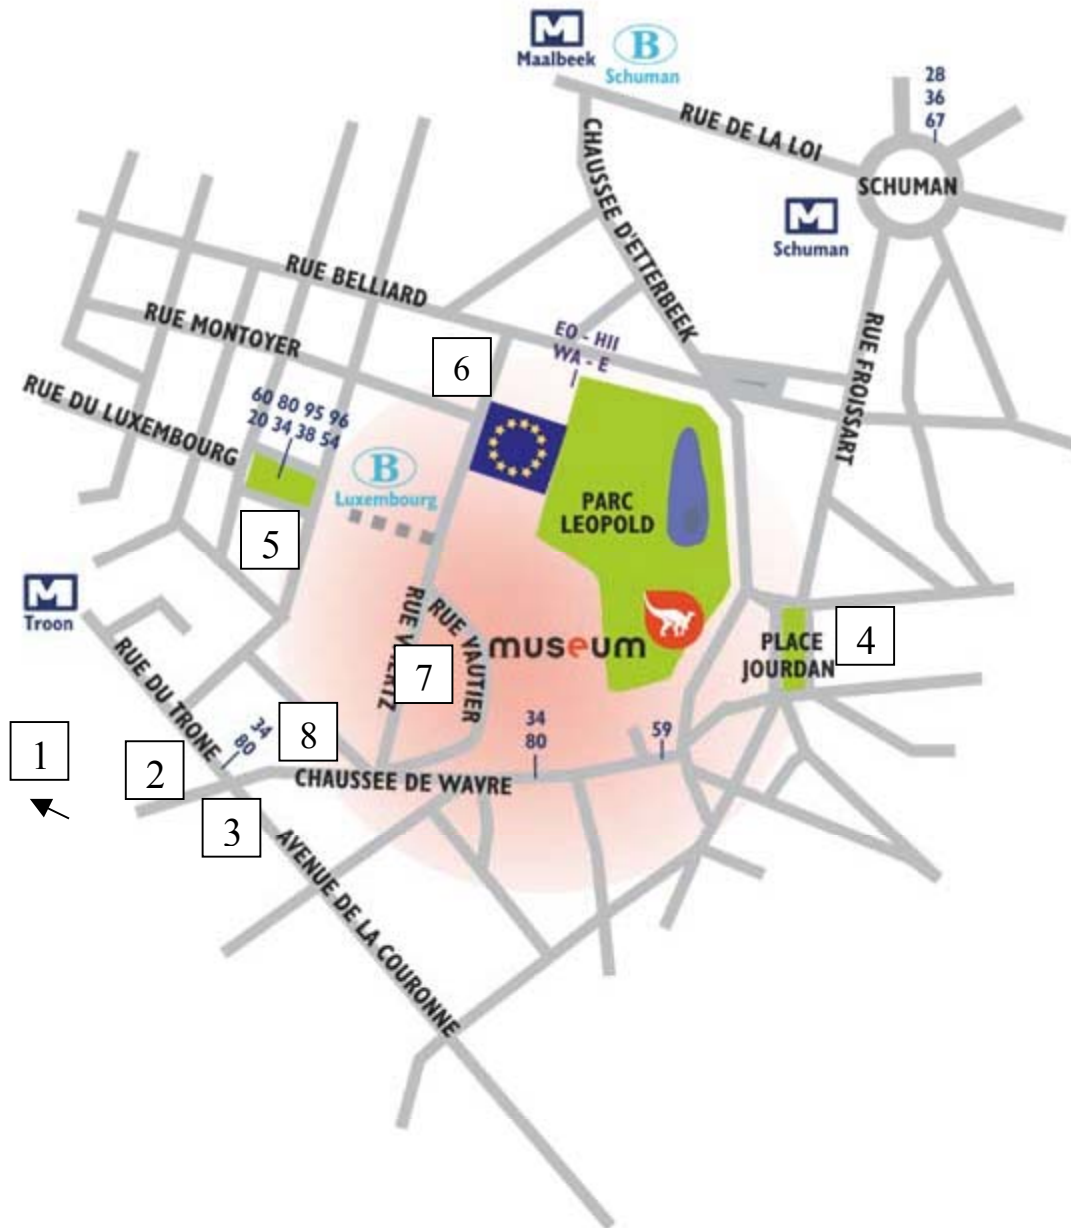 M
Maalbeek
B
Schuman
28
36
67
RUE DE LA LOI
SCHUMAN
CHAUSSEE D'ETTERBEEK
M
Schuman
RUE BELLIARD
RUE MONTOYER
RUE FROISSART
EO - HII
WA - E
6
RUE DU LUXEMBOURG
60 80 95 96
20 34 38 54
B
Luxembourg
PARC
LEOPOLD
5
M
Troon
RUE VAUTIER
RUE
museum
PLACE
JOURDAN
4
7
RUE DU TRONE
34
80
8
34
80
59
1
2
CHAUSSEE DE WAVRE
3
AVENUE DE LA COURONNE